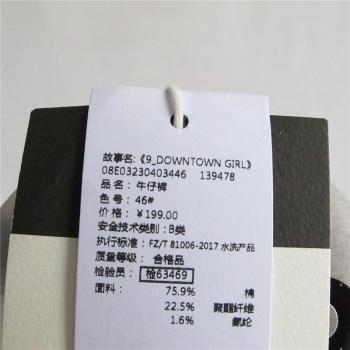 故事名:《9_DOWNTOWN GIRL》
08E03230403446 139478
品 名: 牛仔裤
色 号: 46#
价 格: ¥199.00
安全技术类别: B类
执行标准: FZ/T 81006-2017 水洗产品
质量等级: 合格品
检验员: 检63469
面料: 75.9% 棉
22.5% 聚酯纤维
1.6% 氨纶